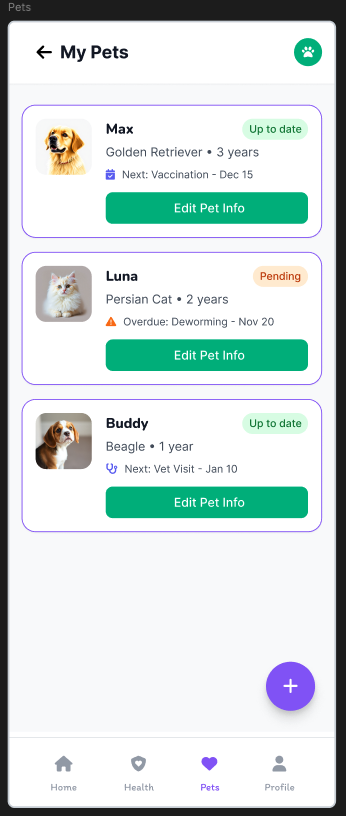 Pets
My Pets
Max
Up to date
Golden Retriever • 3 years
Next: Vaccination - Dec 15
Edit Pet Info
Luna
Pending
Persian Cat • 2 years
Overdue: Deworming - Nov 20
Edit Pet Info
Buddy
Up to date
Beagle • 1 year
Next: Vet Visit - Jan 10
Edit Pet Info
Home Health Pets Profile